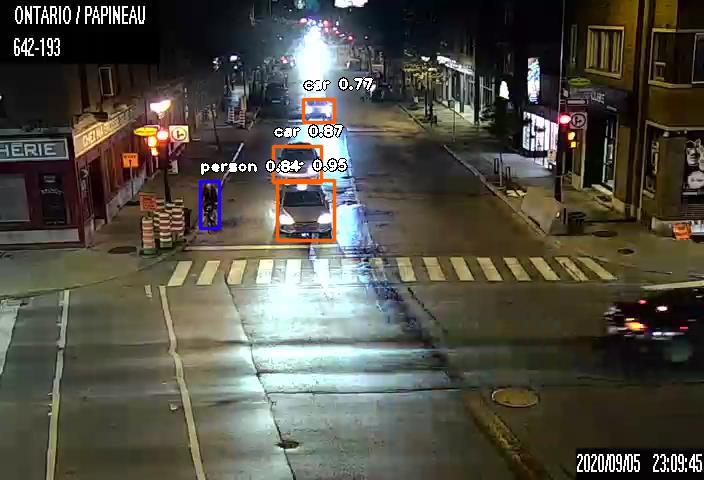 ONTARIO / PAPINEAU
642-193
car 0.77
car 0.87
person 0.84
0.95
HERIE
2020/09/05 23:09:45